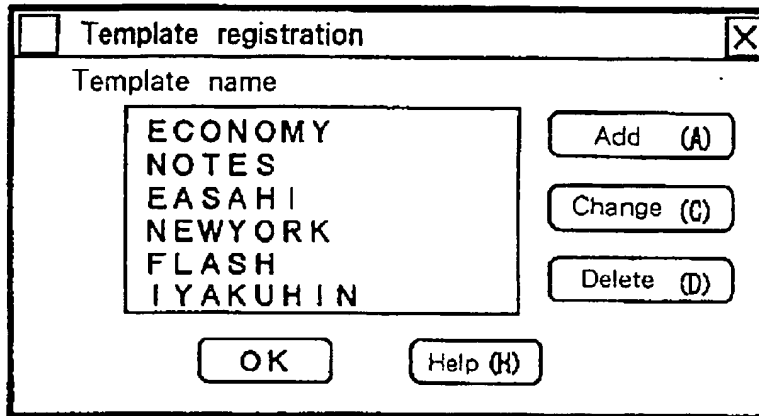 Template registration
Template name
ECONOMY
NOTES
EASAHI
NEWYORK
FLASH
IYAKUHIN
Add (A)
Change (C)
Delete (D)
OK
Help (H)